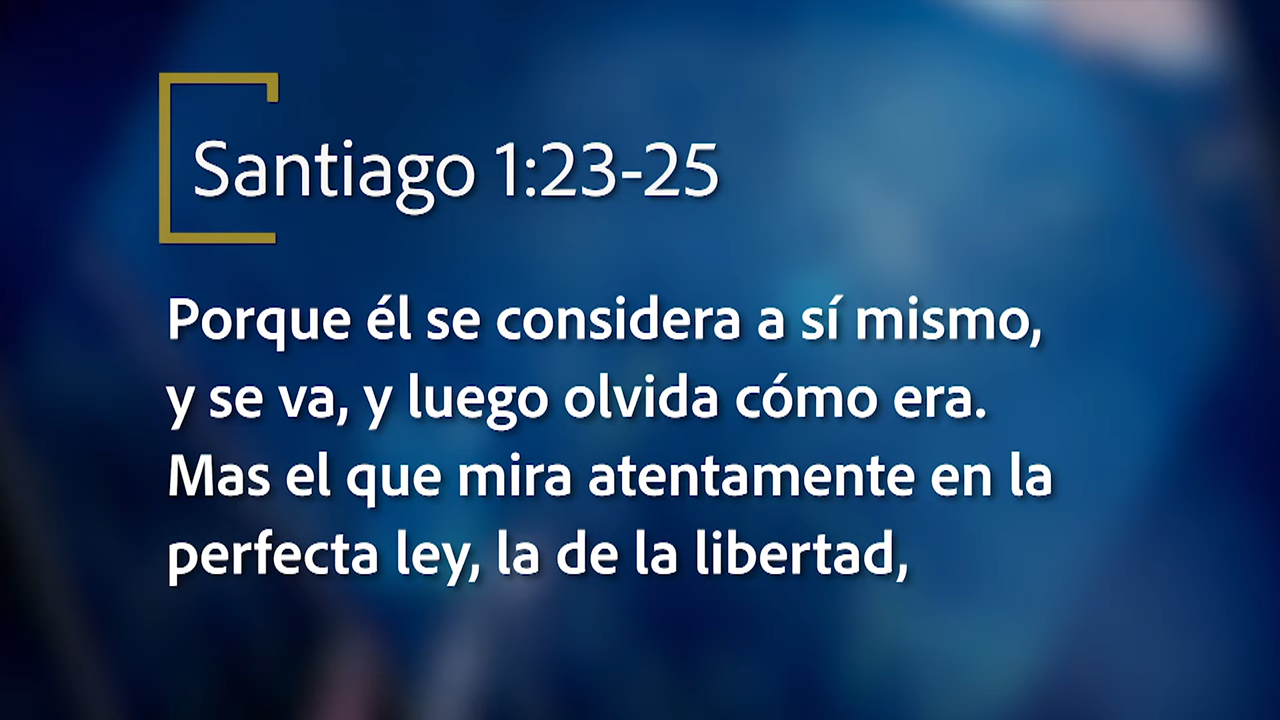 Santiago 1:23-25
Porque él se considera a sí mismo,
y se va, y luego olvida cómo era.
Mas el que mira atentamente en la
perfecta ley, la de la libertad,